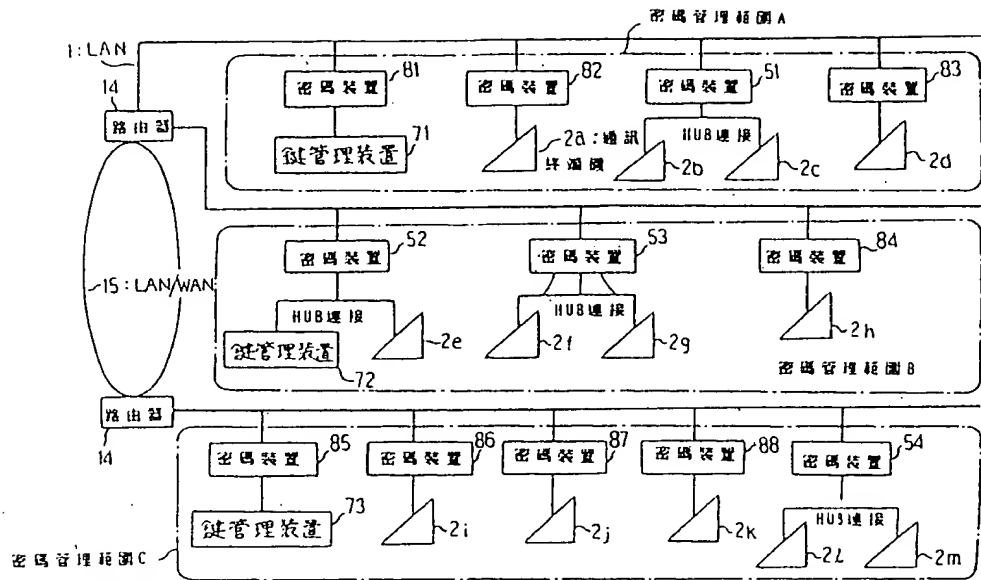 密碼管理範圍A
1:LAN
14
路由器
81
密碼裝置
71
鍵管理裝置
82
密碼裝置
2a:通訊
終端機
51
密碼裝置
HUB連接
2b
2c
83
密碼裝置
2d
15:LAN/WAN
52
密碼裝置
HUB連接
鍵管理裝置
72
2e
53
密碼裝置
HUB連接
2f
2g
84
密碼裝置
2h
密碼管理範圍B
路由器
14
85
密碼裝置
73
鍵管理裝置
86
密碼裝置
2i
87
密碼裝置
2j
88
密碼裝置
2k
54
密碼裝置
HUB連接
2l
2m
密碼管理範圍C